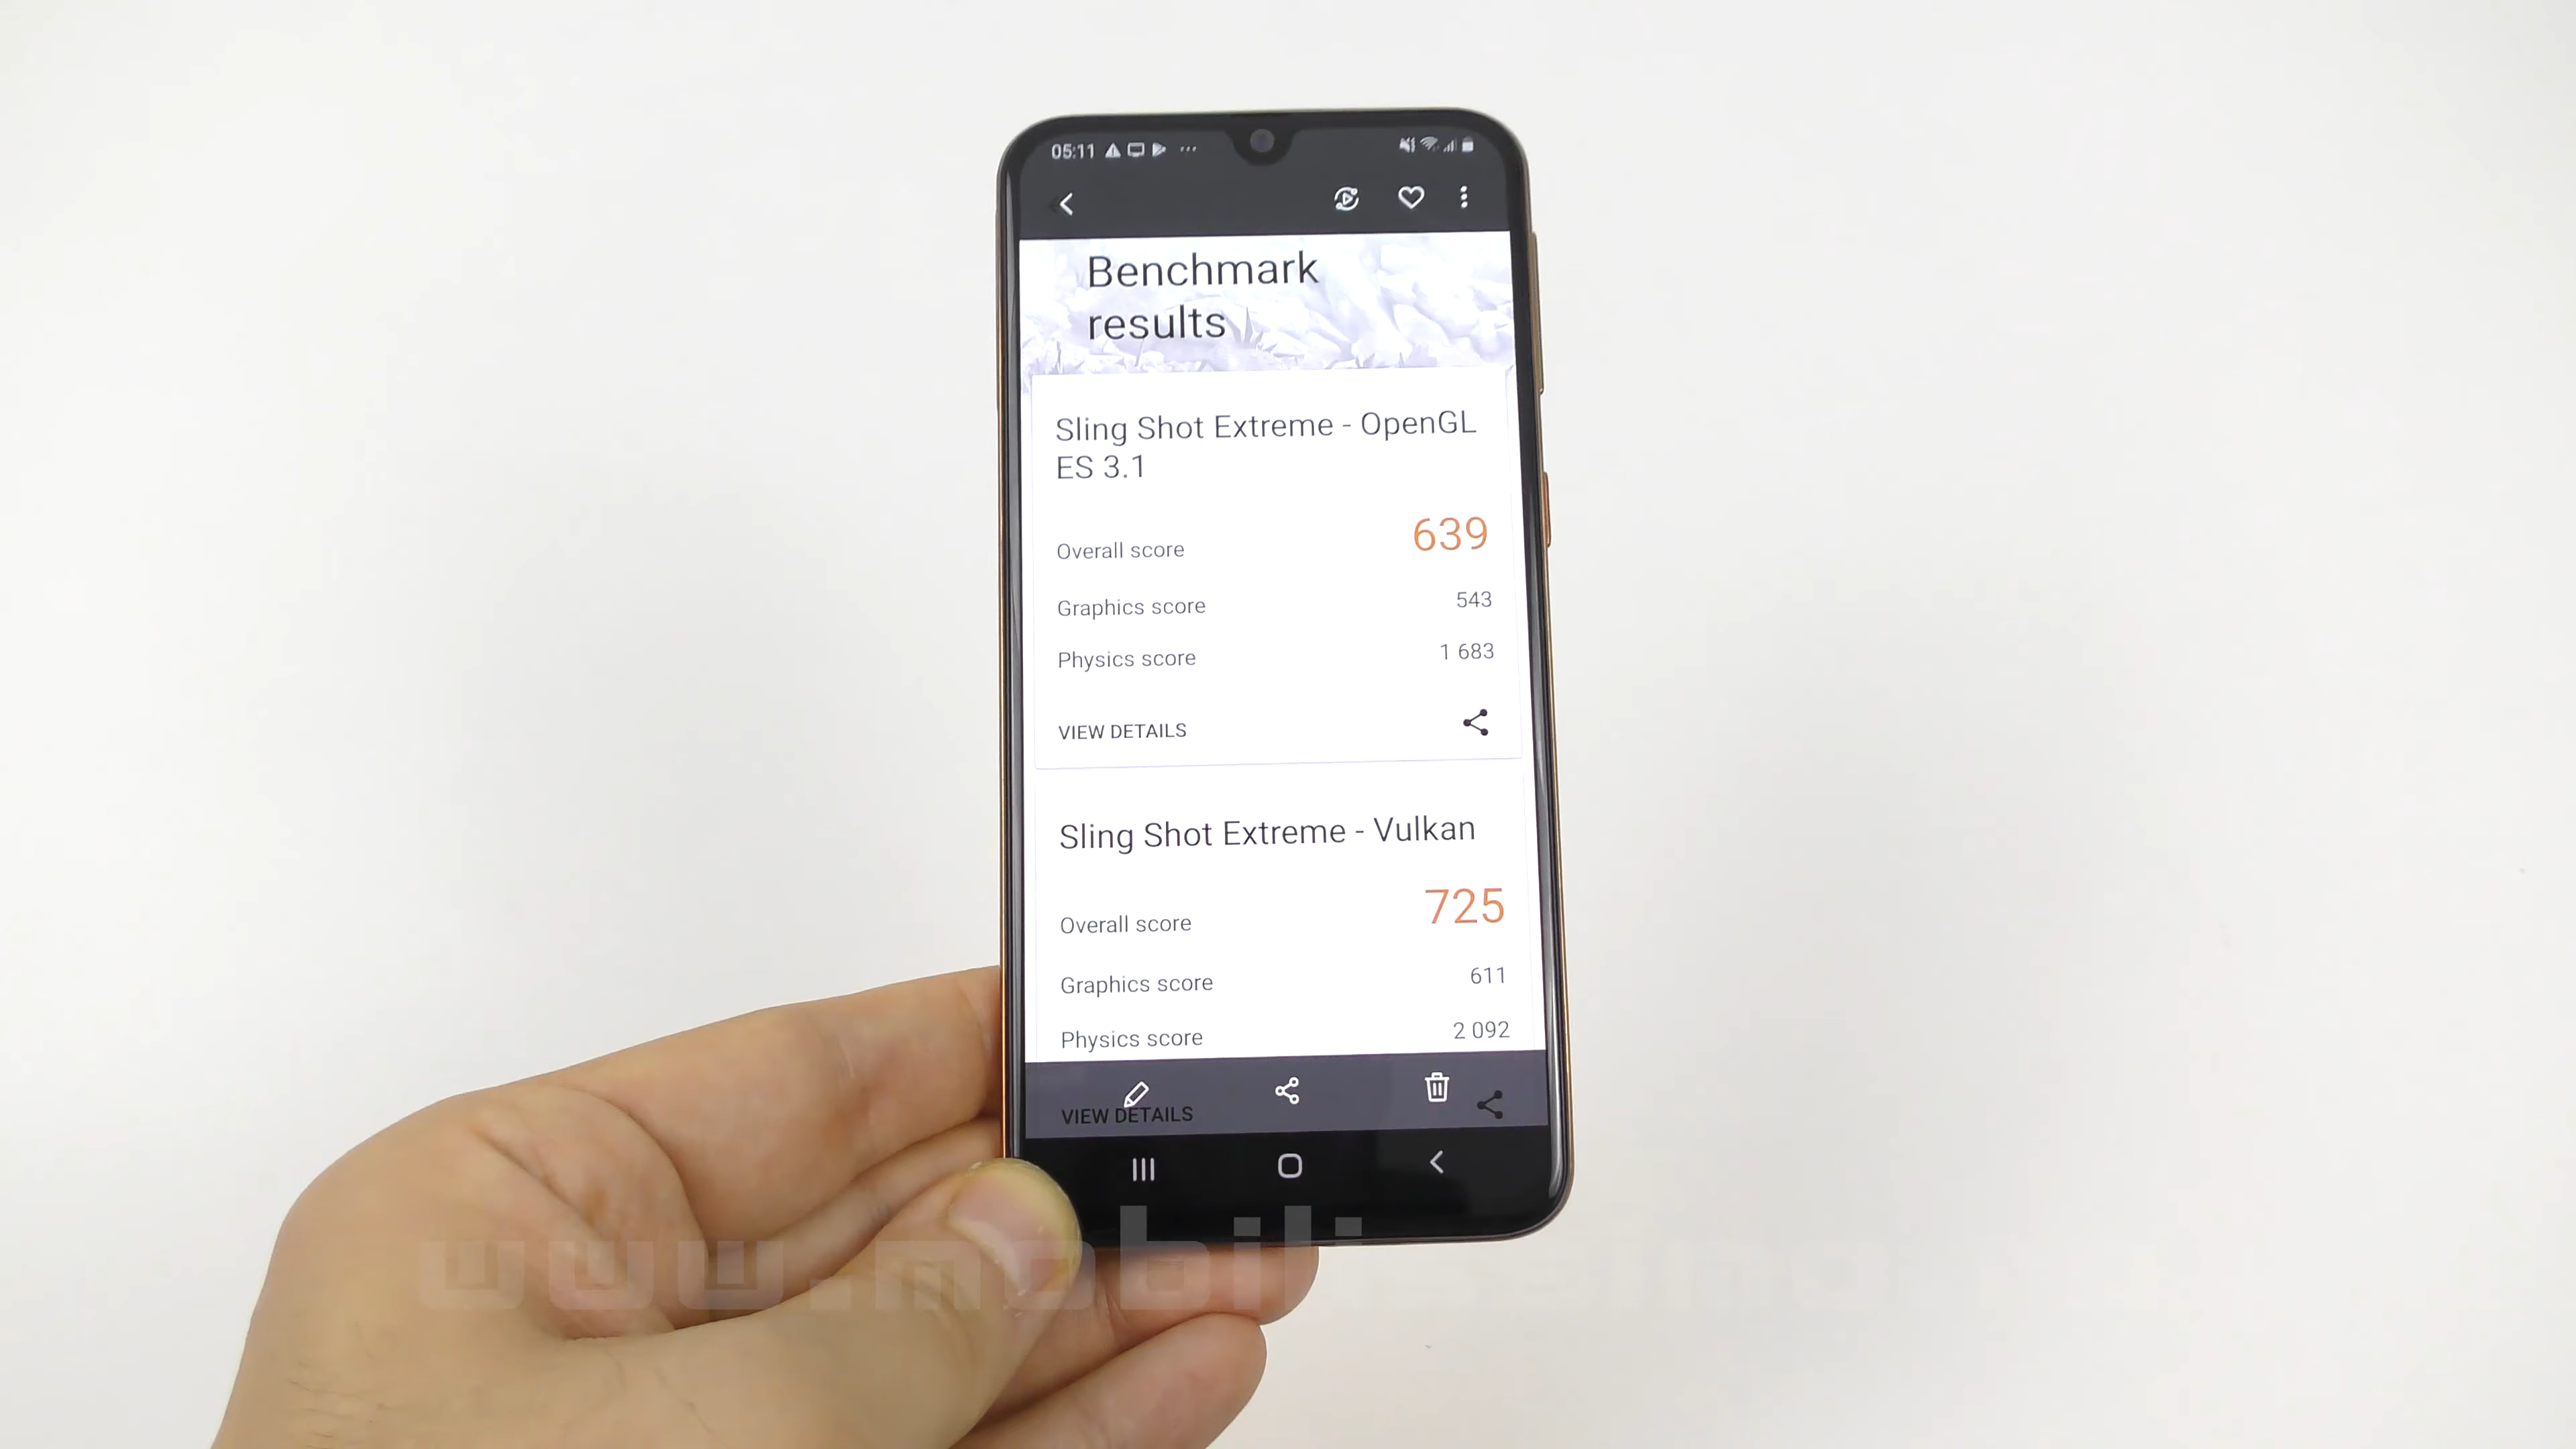 05:11
Benchmark
results
Sling Shot Extreme - OpenGL
ES 3.1
Overall score 639
Graphics score 543
Physics score 1 683
VIEW DETAILS
Sling Shot Extreme - Vulkan
Overall score 725
Graphics score 611
Physics score 2 092
VIEW DETAILS